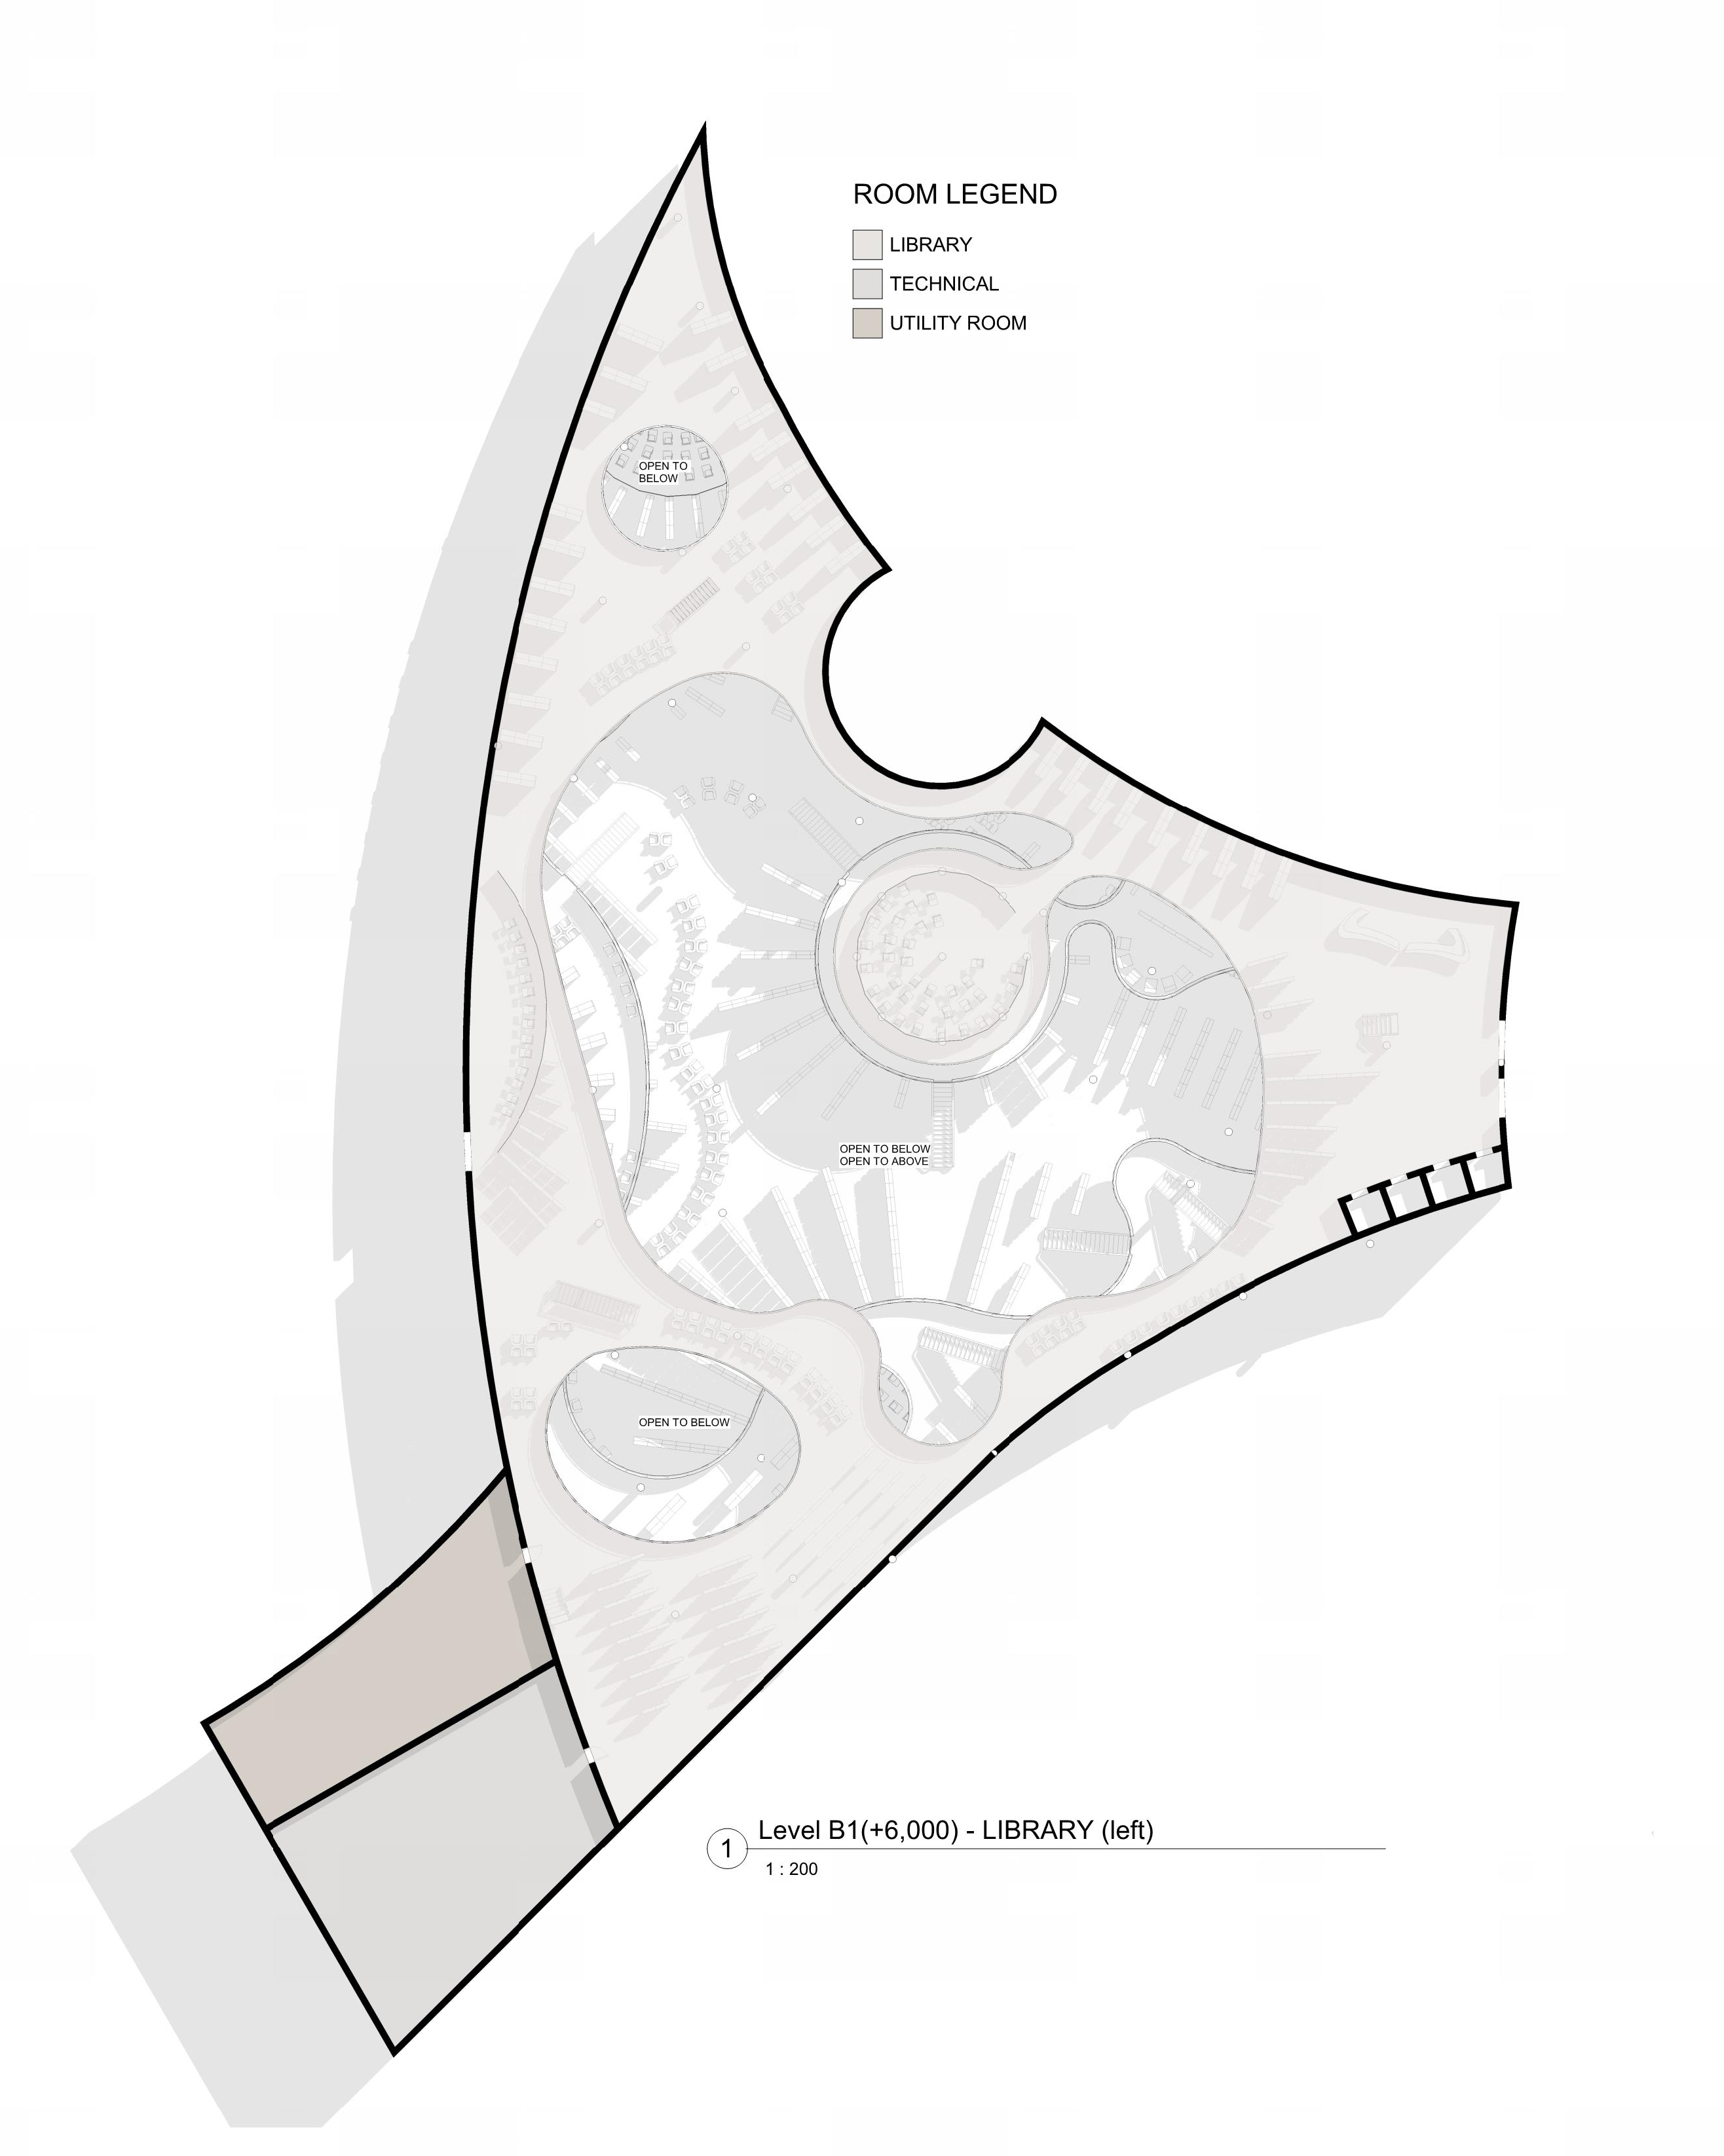 ROOM LEGEND
LIBRARY
TECHNICAL
UTILITY ROOM
OPEN TO
BELOW
OPEN TO BELOW
OPEN TO ABOVE
OPEN TO BELOW
1
Level B1(+6,000) - LIBRARY (left)
1 : 200